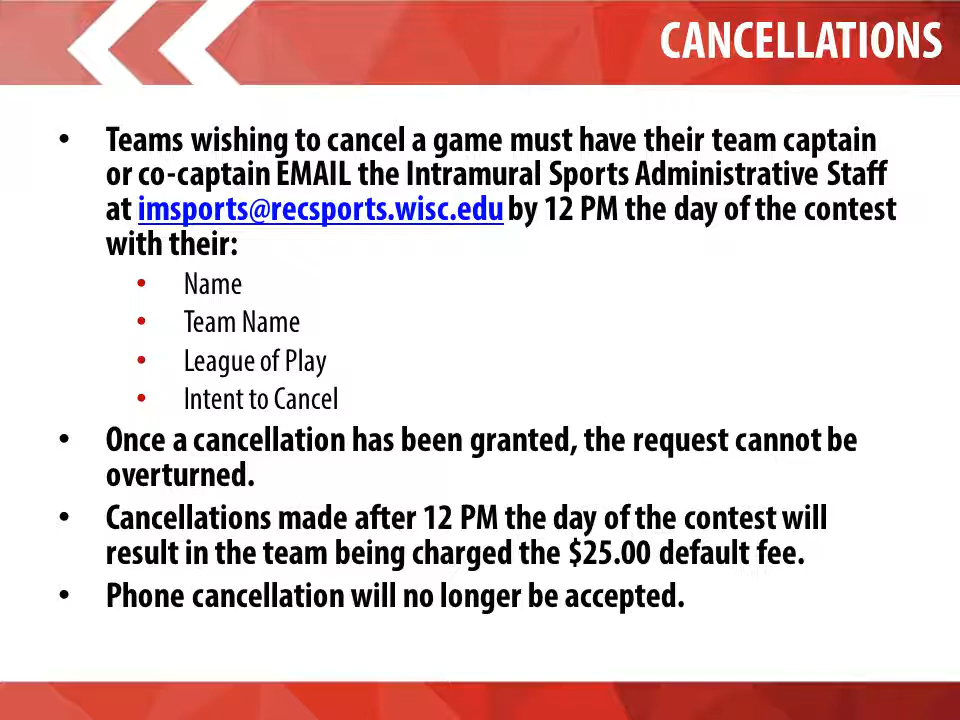 CANCELLATIONS
• Teams wishing to cancel a game must have their team captain
or co-captain EMAIL the Intramural Sports Administrative Staff
at imsports@recsports.wisc.edu by 12 PM the day of the contest
with their:
• Name
• Team Name
• League of Play
• Intent to Cancel
• Once a cancellation has been granted, the request cannot be
overturned.
• Cancellations made after 12 PM the day of the contest will
result in the team being charged the $25.00 default fee.
• Phone cancellation will no longer be accepted.